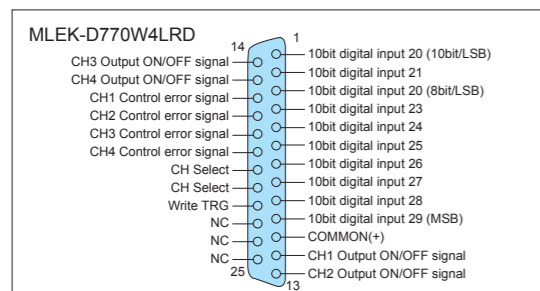 MLEK-D770W4LRD
14
CH3 Output ON/OFF signal
CH4 Output ON/OFF signal
CH1 Control error signal
CH2 Control error signal
CH3 Control error signal
CH4 Control error signal
CH Select
CH Select
Write TRG
NC
NC
NC
25
1
10bit digital input 20 (10bit/LSB)
10bit digital input 21
10bit digital input 20 (8bit/LSB)
10bit digital input 23
10bit digital input 24
10bit digital input 25
10bit digital input 26
10bit digital input 27
10bit digital input 28
10bit digital input 29 (MSB)
COMMON(+)
CH1 Output ON/OFF signal
CH2 Output ON/OFF signal
13